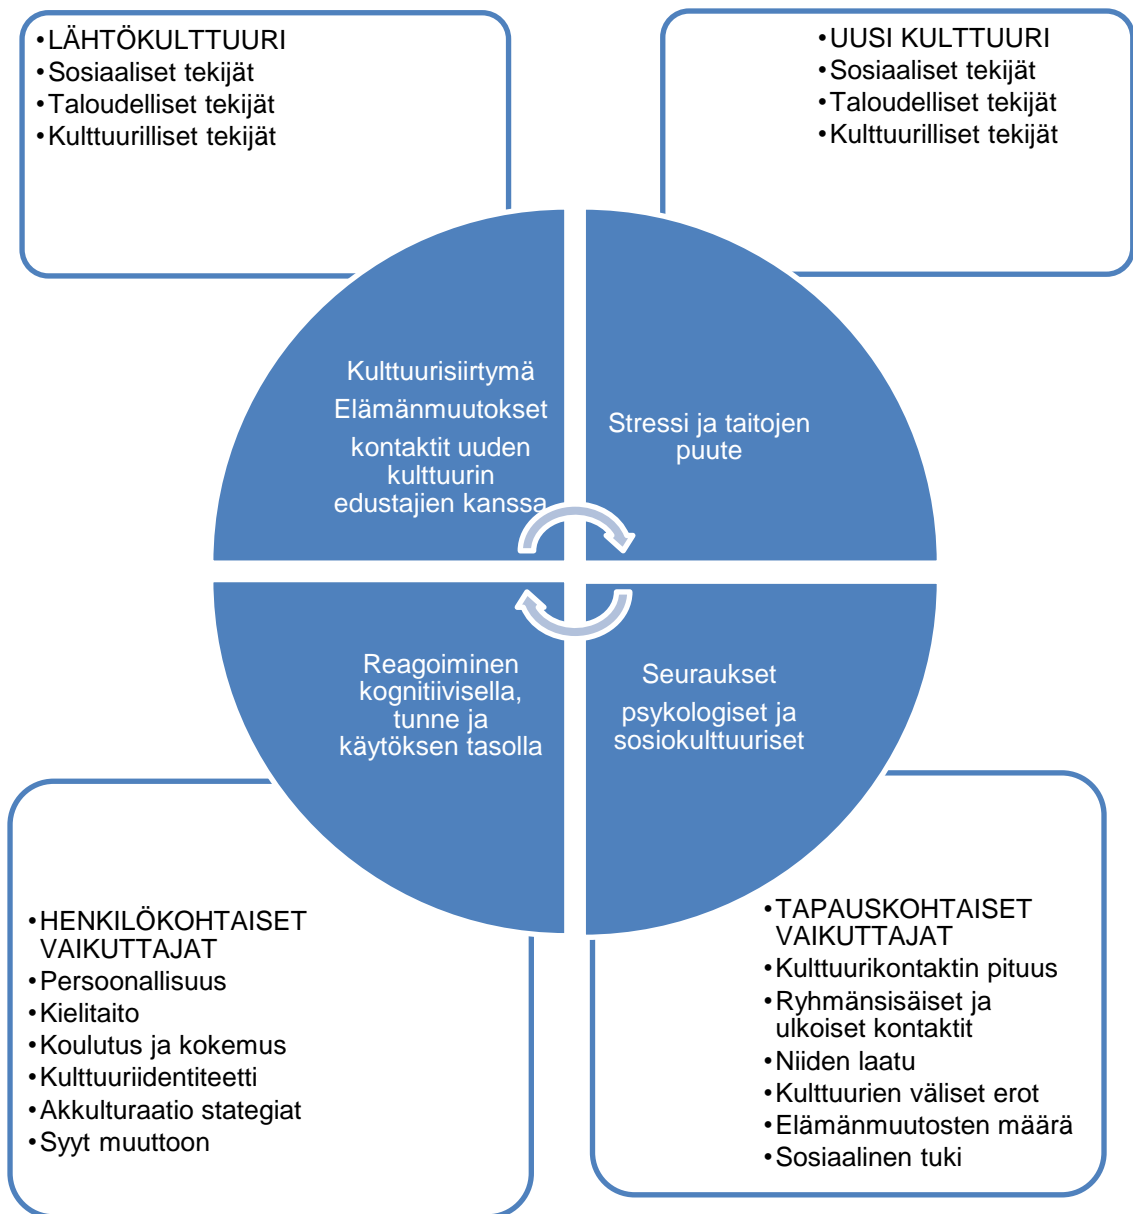 •LÄHTÖKULTTUURI
•Sosiaaliset tekijät
•Taloudelliset tekijät
•Kulttuurilliset tekijät
•UUSI KULTTUURI
•Sosiaaliset tekijät
•Taloudelliset tekijät
•Kulttuurilliset tekijät
Kulttuurisiirtymä
Elämänmuutokset
kontaktit uuden
kulttuurin
edustajien kanssa
Stressi ja taitojen
puute
Reagoiminen
kognitiivisella,
tunne ja
käytöksen tasolla
Seuraukset
psykologiset ja
sosiokulttuuriset
•HENKILÖKOHTAISET
VAIKUTTAJAT
•Persoonallisuus
•Kielitaito
•Koulutus ja kokemus
•Kulttuuriidentiteetti
•Akkulturaatio stategiat
•Syyt muuttoon
•TAPAUSKOHTAISET
VAIKUTTAJAT
•Kulttuurikontaktin pituus
•Ryhmänsisäiset ja
ulkoiset kontaktit
•Niiden laatu
•Kulttuurien väliset erot
•Elämänmuutosten määrä
•Sosiaalinen tuki